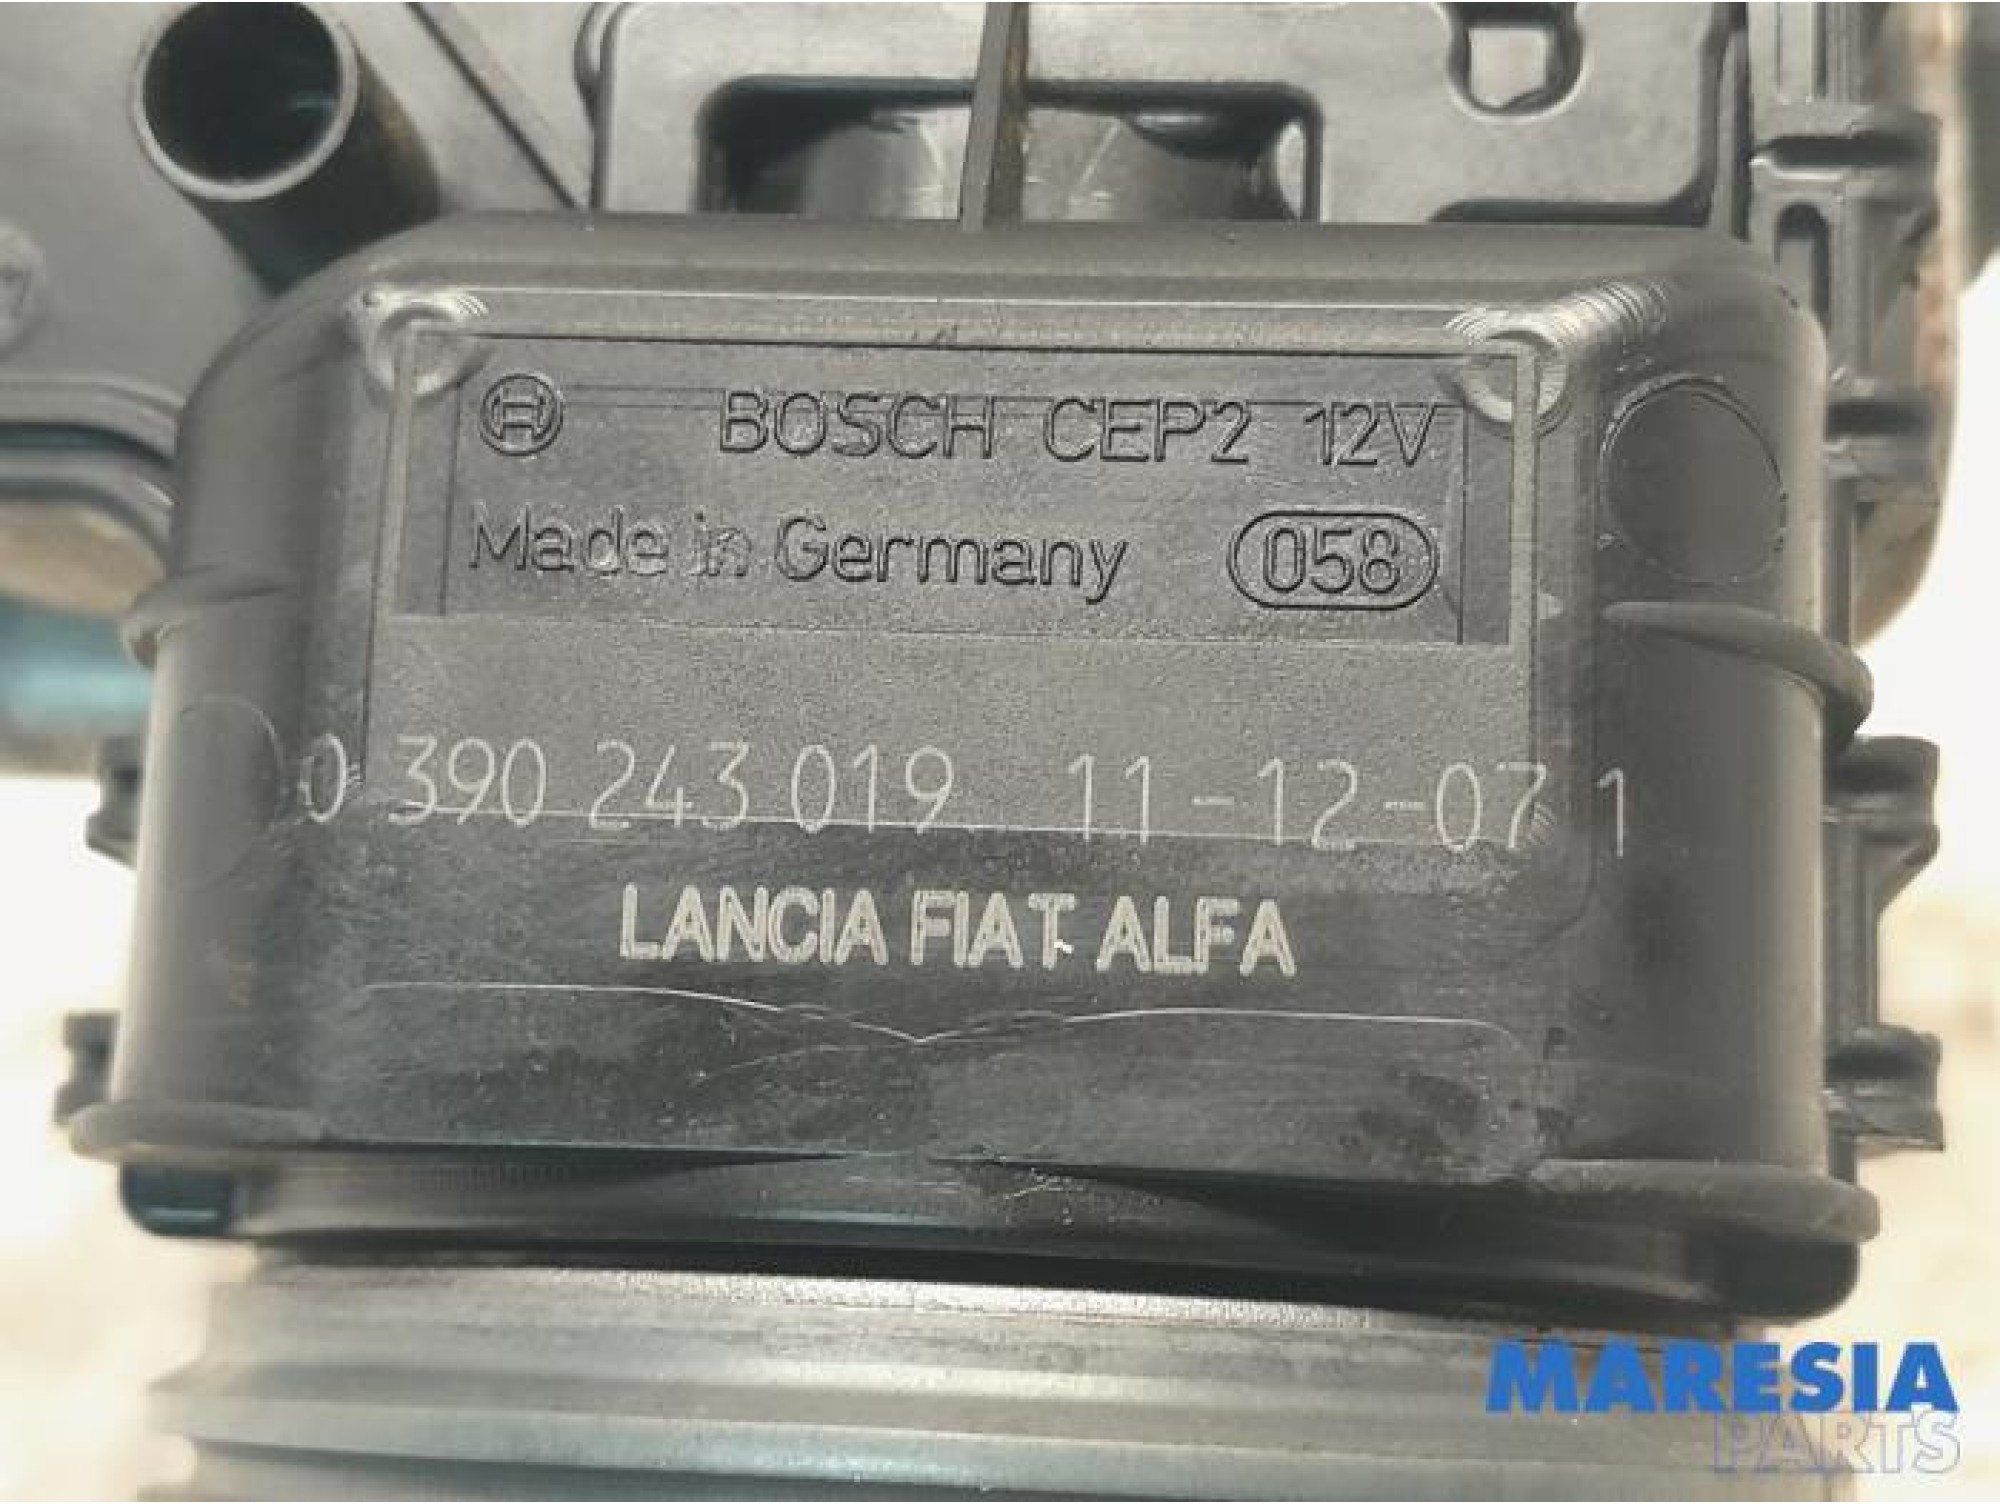 BOSCH CEP2 12V
Made in Germany 058
0 390 243 019 11-12-07 1
LANCIA FIAT ALFA
MARESIA
PARTS